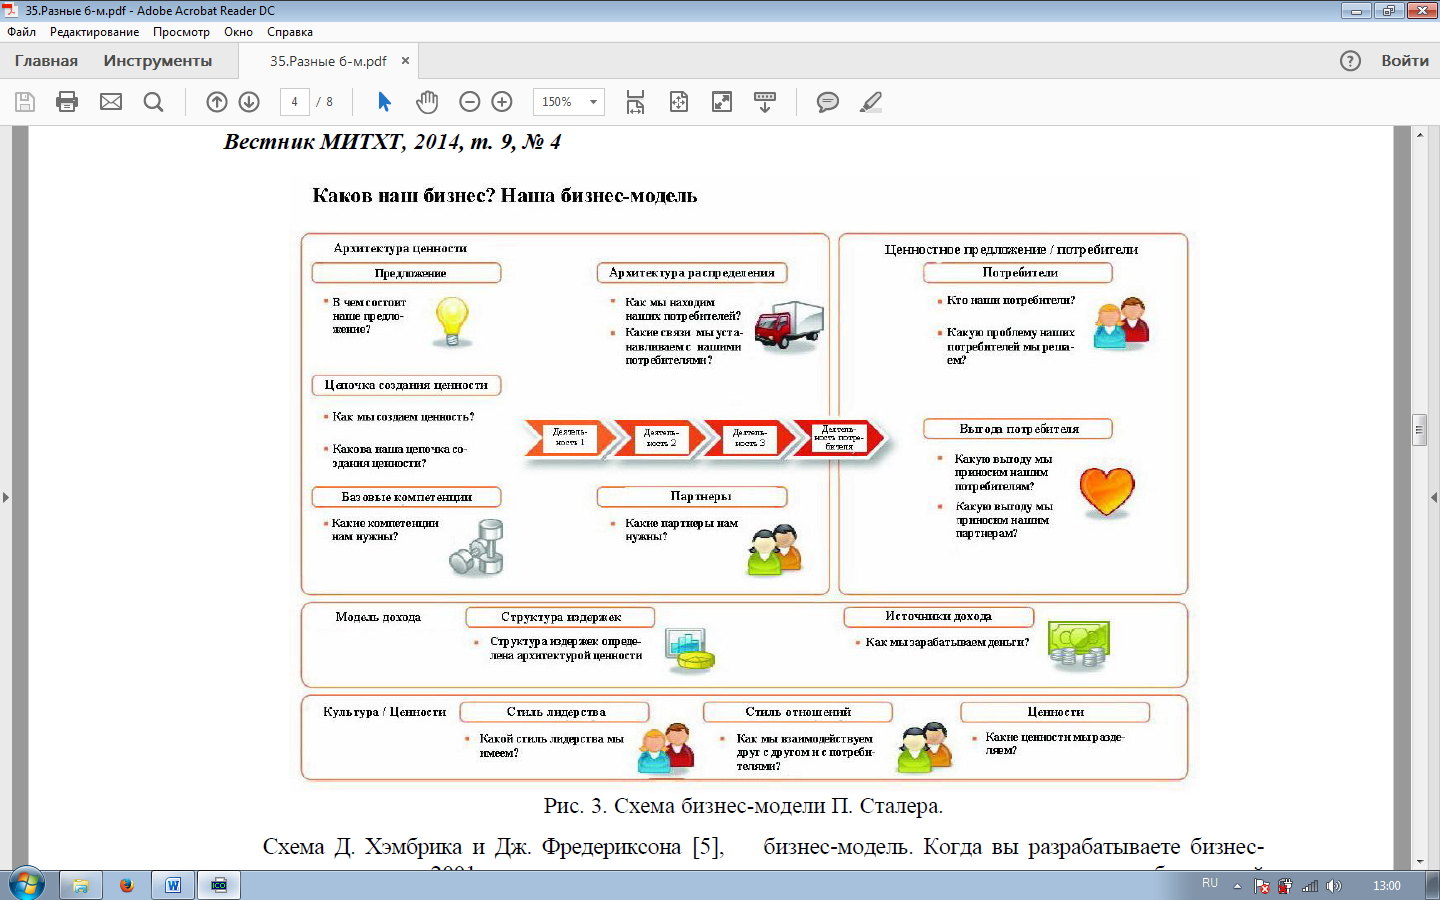 35.Разные б-м.pdf - Adobe Acrobat Reader DC
Файл Редактирование Просмотр Окно Справка
Главная Инструменты 35.Разные б-м.pdf × ? Войти
4 / 8 150%
Вестник МИТХТ, 2014, т. 9, № 4
Каков наш бизнес? Наша бизнес-модель
Архитектура ценности
Предложение
В чем состоит
наше предло-
жение?
Архитектура распределения
Как мы находим
наших потребителей?
Какие связи мы уста-
навливаем с нашими
потребителями?
Цепочка создания ценности
Как мы создаем ценность?
Какова наша цепочка со-
здания ценности?
Деятель-
ность 1
Деятель-
ность 2
Деятель-
ность 3
Деятель-
ность потре-
бителя
Базовые компетенции
Какие компетенции
нам нужны?
Партнеры
Какие партнеры нам
нужны?
Ценностное предложение / потребители
Потребители
Кто наши потребители?
Какую проблему наших
потребителей мы реша-
ем?
Выгода потребителя
Какую выгоду мы
приносим нашим
потребителям?
Какую выгоду мы
приносим нашим
партнерам?
Модель дохода
Структура издержек
Структура издержек опреде-
лена архитектурой ценности
Источники дохода
Как мы зарабатываем деньги?
Культура / Ценности
Стиль лидерства
Какой стиль лидерства мы
имеем?
Стиль отношений
Как мы взаимодействуем
друг с другом и с потреби-
телями?
Ценности
Какие ценности мы разде-
ляем?
Рис. 3. Схема бизнес-модели П. Сталера.
Схема Д. Хэмбрика и Дж. Фредериксона [5],
бизнес-модель. Когда вы разрабатываете бизнес-
RU 13:00